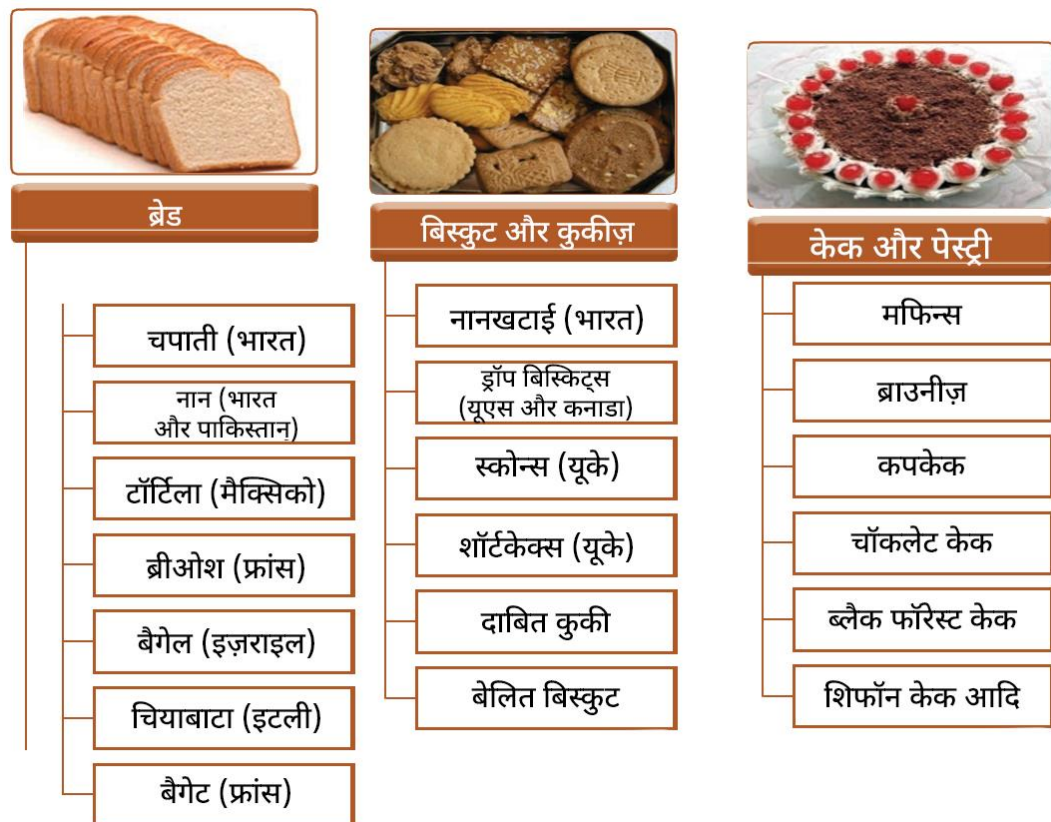 ब्रेड
चपाती (भारत)
नान (भारत
और पाकिस्तान)
टॉर्टिला (मैक्सिको)
ब्रीओश (फ्रांस)
बैगेल (इज़राइल)
चियाबाटा (इटली)
बैगेट (फ्रांस)
बिस्कुट और कुकीज़
नानखटाई (भारत)
ड्रॉप बिस्किट्स
(यूएस और कनाडा)
स्कोन्स (यूके)
शॉर्टकेक्स (यूके)
दाबित कुकी
बेलित बिस्कुट
केक और पेस्ट्री
मफिन्स
ब्राउनीज़
कपकेक
चॉकलेट केक
ब्लैक फॉरेस्ट केक
शिफॉन केक आदि